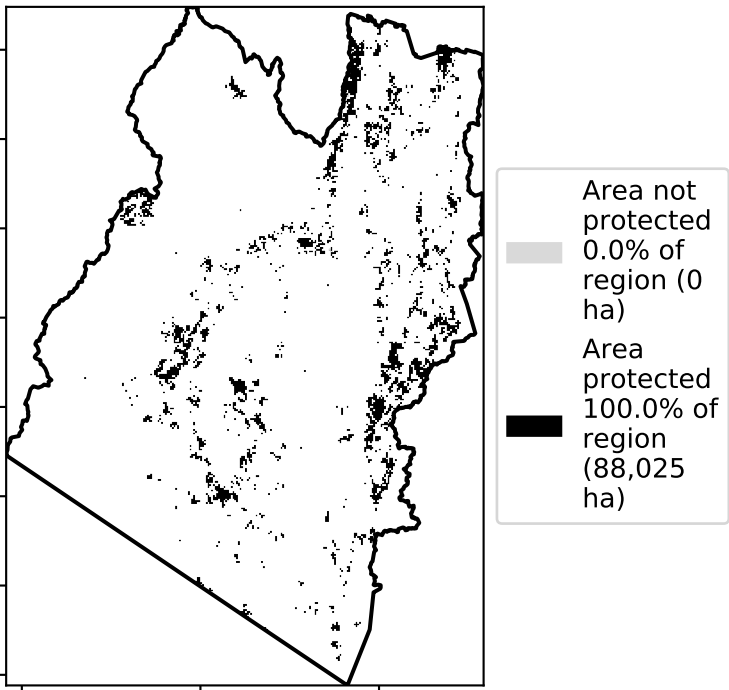 Area not
protected
0.0% of
region (0
ha)
Area
protected
100.0% of
region
(88,025
ha)